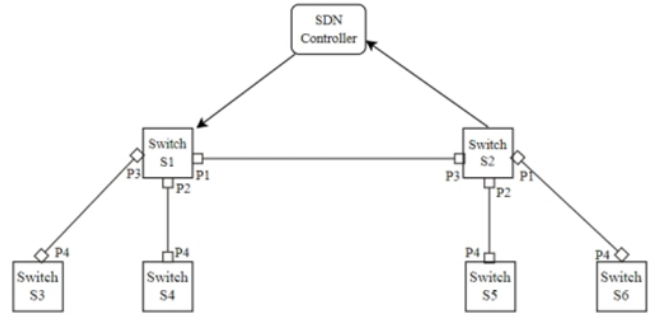 SDN
Controller
Switch
S1
Switch
S2
P3
P1
P2
P3
P1
P2
P4
P4
P4
P4
Switch
S3
Switch
S4
Switch
S5
Switch
S6